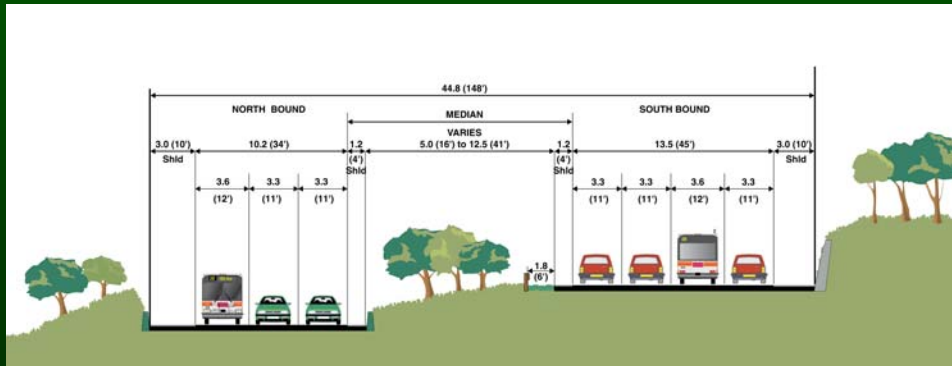 44.8 (148')
NORTH BOUND
SOUTH BOUND
MEDIAN
VARIES
3.0 (10')
Shld
10.2 (34')
1.2
(4')
Shld
5.0 (16') to 12.5 (41')
1.2
(4')
Shld
13.5 (45')
3.0 (10')
Shld
3.6
(12')
3.3
(11')
3.3
(11')
3.3
(11')
3.3
(11')
3.6
(12')
3.3
(11')
1.8
(6')